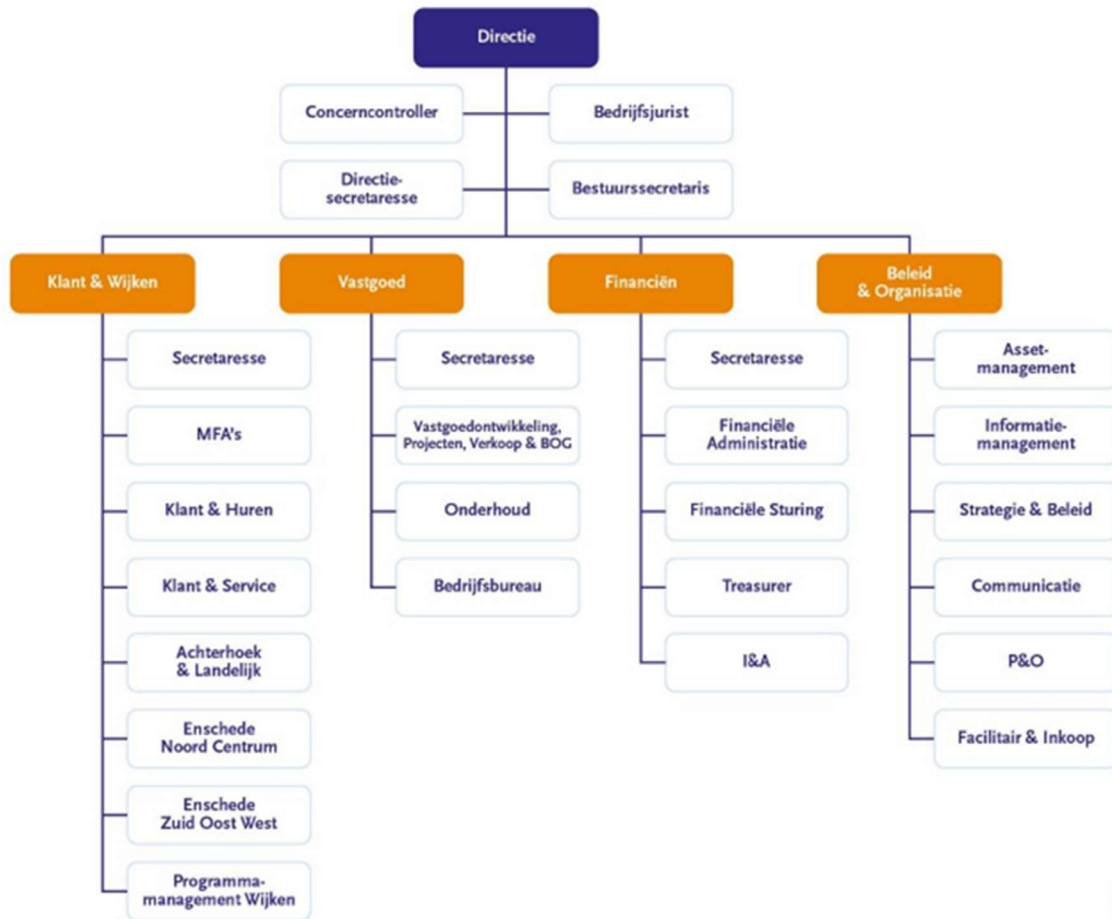 Directie
Concerncontroller
Bedrijfsjurist
Directie-
secretaresse
Bestuurssecretaris
Klant & Wijken
Vastgoed
Financiën
Beleid
& Organisatie
Secretaresse
MFA's
Klant & Huren
Klant & Service
Achterhoek
& Landelijk
Enschede
Noord Centrum
Enschede
Zuid Oost West
Programma-
management Wijken
Secretaresse
Vastgoedontwikkeling,
Projecten, Verkoop & BOG
Onderhoud
Bedrijfsbureau
Secretaresse
Financiële
Administratie
Financiële Sturing
Treasurer
I&A
Asset-
management
Informatie-
management
Strategie & Beleid
Communicatie
P&O
Facilitair & Inkoop